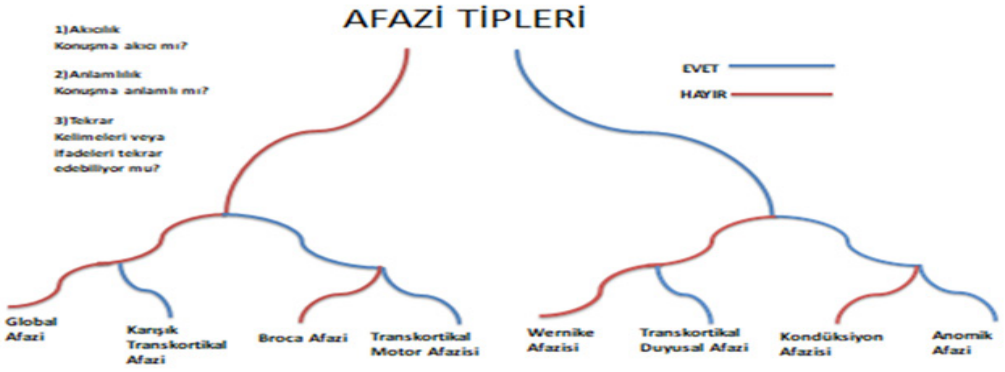 AFAZİ TİPLERİ
1)Akıcılık
Konuşma akıcı mı?
2)Anlamlılık
Konuşma anlamlı mı?
3)Tekrar
Kelimeleri veya
ifadeleri tekrar
edebiliyor mu?
EVET
HAYIR
Global
Afazi
Karışık
Transkortikal
Afazi
Broca Afazi
Transkortikal
Motor Afazisi
Wernike
Afazisi
Transkortikal
Duyusal Afazi
Kondüksiyon
Afazisi
Anomik
Afazi